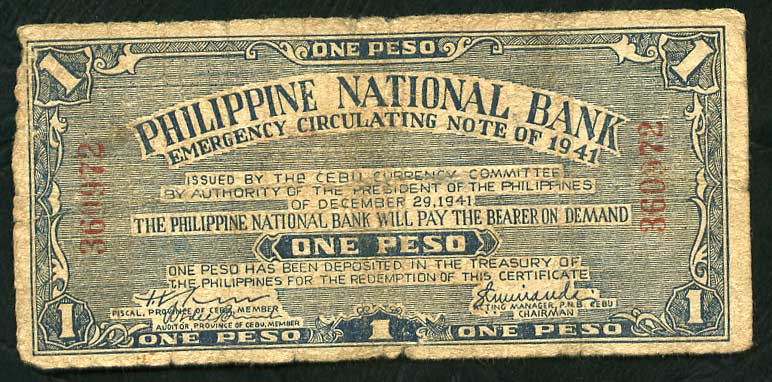 1 ONE PESO 1
PHILIPPINE NATIONAL BANK
EMERGENCY CIRCULATING NOTE OF 1941
360972 360972
ISSUED BY THE CEBU CURRENCY COMMITTEE
BY AUTHORITY OF THE PRESIDENT OF THE PHILIPPINES
OF DECEMBER 29, 1941
THE PHILIPPINE NATIONAL BANK WILL PAY THE BEARER ON DEMAND
ONE PESO
ONE PESO HAS BEEN DEPOSITED IN THE TREASURY OF
THE PHILIPPINES FOR THE REDEMPTION OF THIS CERTIFICATE
FISCAL, PROVINCE OF CEBU, MEMBER
ACTING MANAGER, P.N.B. CEBU
CHAIRMAN
AUDITOR, PROVINCE OF CEBU, MEMBER
1 ONE PESO 1 ONE PESO 1